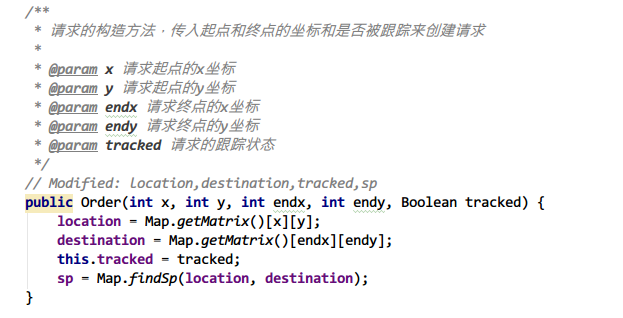 /**
 * 请求的构造方法，传入起点和终点的坐标和是否被跟踪来创建请求
 *
 * @param x 请求起点的x坐标
 * @param y 请求起点的y坐标
 * @param endx 请求终点的x坐标
 * @param endy 请求终点的y坐标
 * @param tracked 请求的跟踪状态
 */
// Modified: location,destination,tracked,sp
public Order(int x, int y, int endx, int endy, Boolean tracked) {
    location = Map.getMatrix()[x][y];
    destination = Map.getMatrix()[endx][endy];
    this.tracked = tracked;
    sp = Map.findSp(location, destination);
}